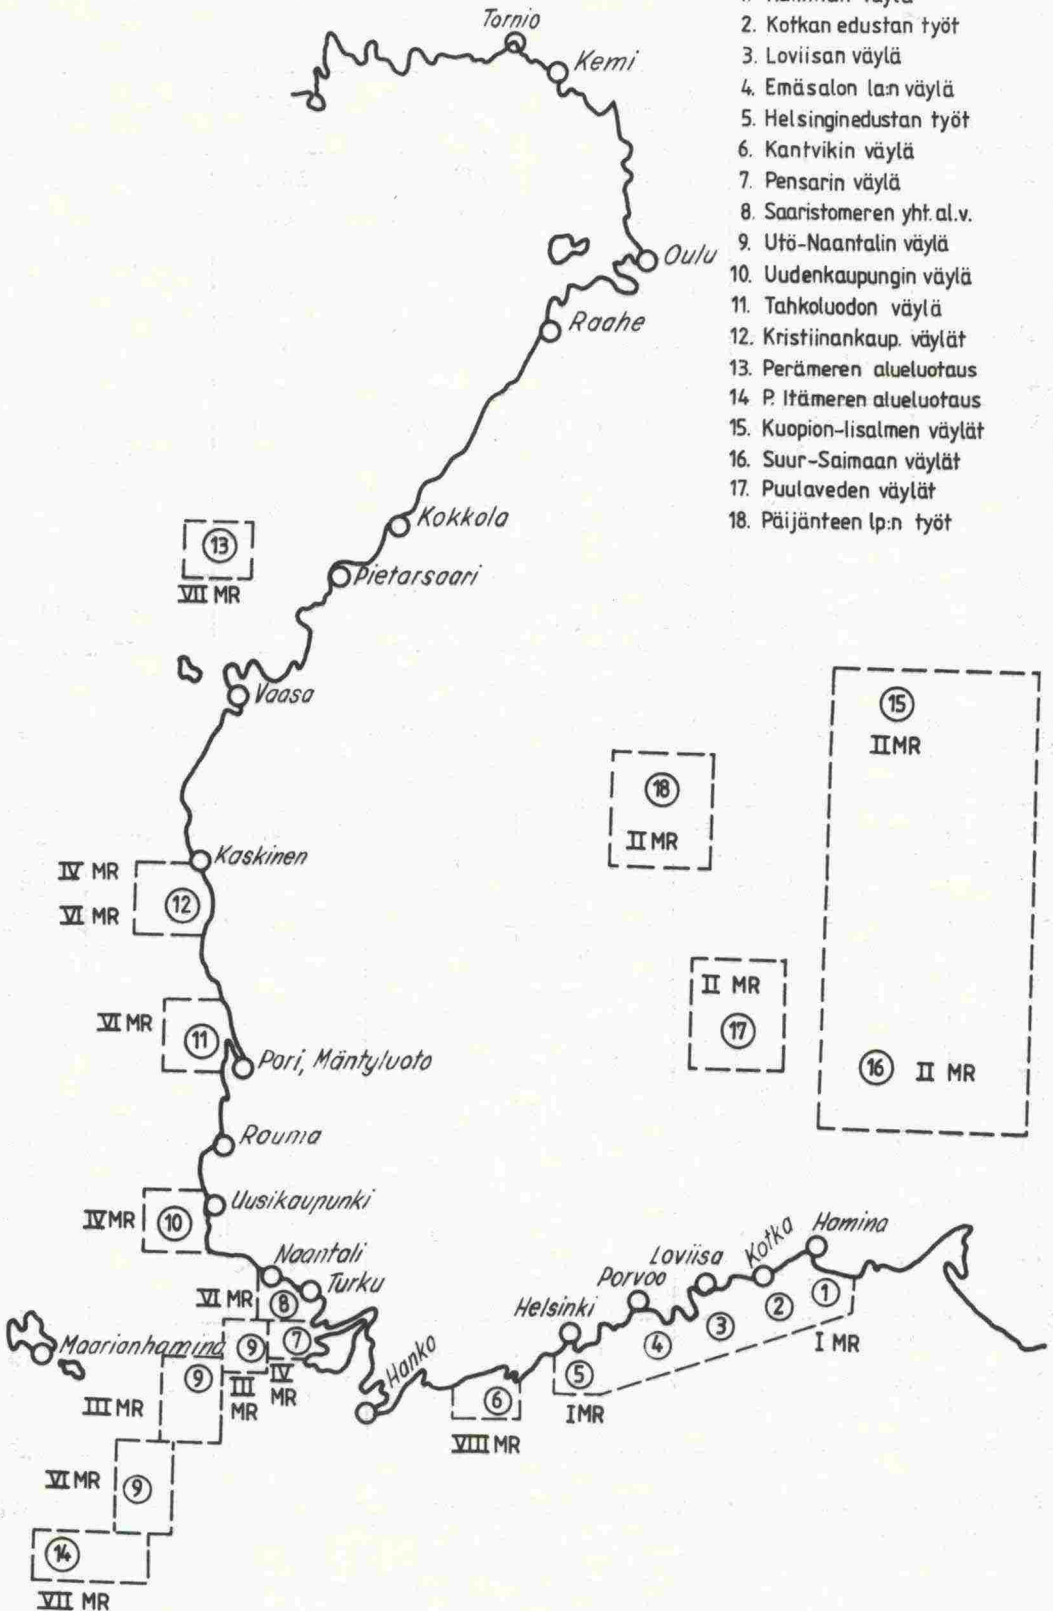 2. Kotkan edustan työt
3. Loviisan väylä
4. Emäsalon la:n väylä
5. Helsinginedustan työt
6. Kantvikin väylä
7. Pensarin väylä
8. Saaristomeren yht.al.v.
9. Utö-Naantalin väylä
10. Uudenkaupungin väylä
11. Tahkoluodon väylä
12. Kristiinankaup. väylät
13. Perämeren alueluotaus
14 P. Itämeren alueluotaus
15. Kuopion-Iisalmen väylät
16. Suur-Saimaan väylät
17. Puulaveden väylät
18. Päijänteen lp:n työt
Tornio
Kemi
Oulu
Raahe
Kokkola
13
VII MR
Pietarsaari
Vaasa
15
II MR
18
II MR
Kaskinen
IV MR
12
VI MR
II MR
17
VI MR
11
Pori, Mäntyluoto
16 II MR
Rauma
Uusikaupunki
IV MR
10
Naantali
Turku
VI MR
8
Hamina
Kotka
Loviisa
Porvoo
Helsinki
1
2
3
4
5
I MR
I MR
Maarianhamina
9
7
9
III MR
III MR
IV MR
Hanko
6
VIII MR
VI MR
9
14
VII MR